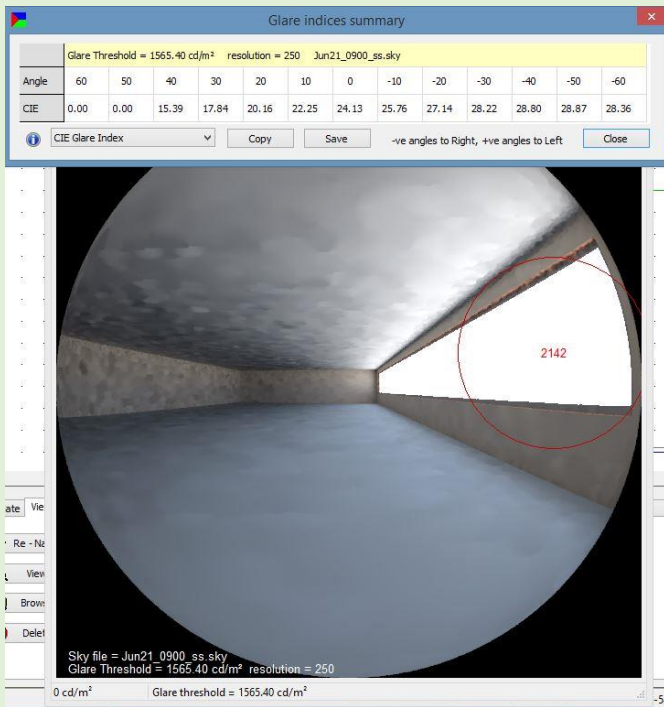 Glare indices summary
Glare Threshold = 1565.40 cd/m² resolution = 250 Jun21_0900_ss.sky
Angle 60 50 40 30 20 10 0 -10 -20 -30 -40 -50 -60
CIE 0.00 0.00 15.39 17.84 20.16 22.25 24.13 25.76 27.14 28.22 28.80 28.87 28.36
CIE Glare Index Copy Save -ve angles to Right, +ve angles to Left Close
2142
ate Vie
Re - Na
View
Brow
Delet
Sky file = Jun21_0900_ss.sky
Glare Threshold = 1565.40 cd/m² resolution = 250
0 cd/m² Glare threshold = 1565.40 cd/m²
-5